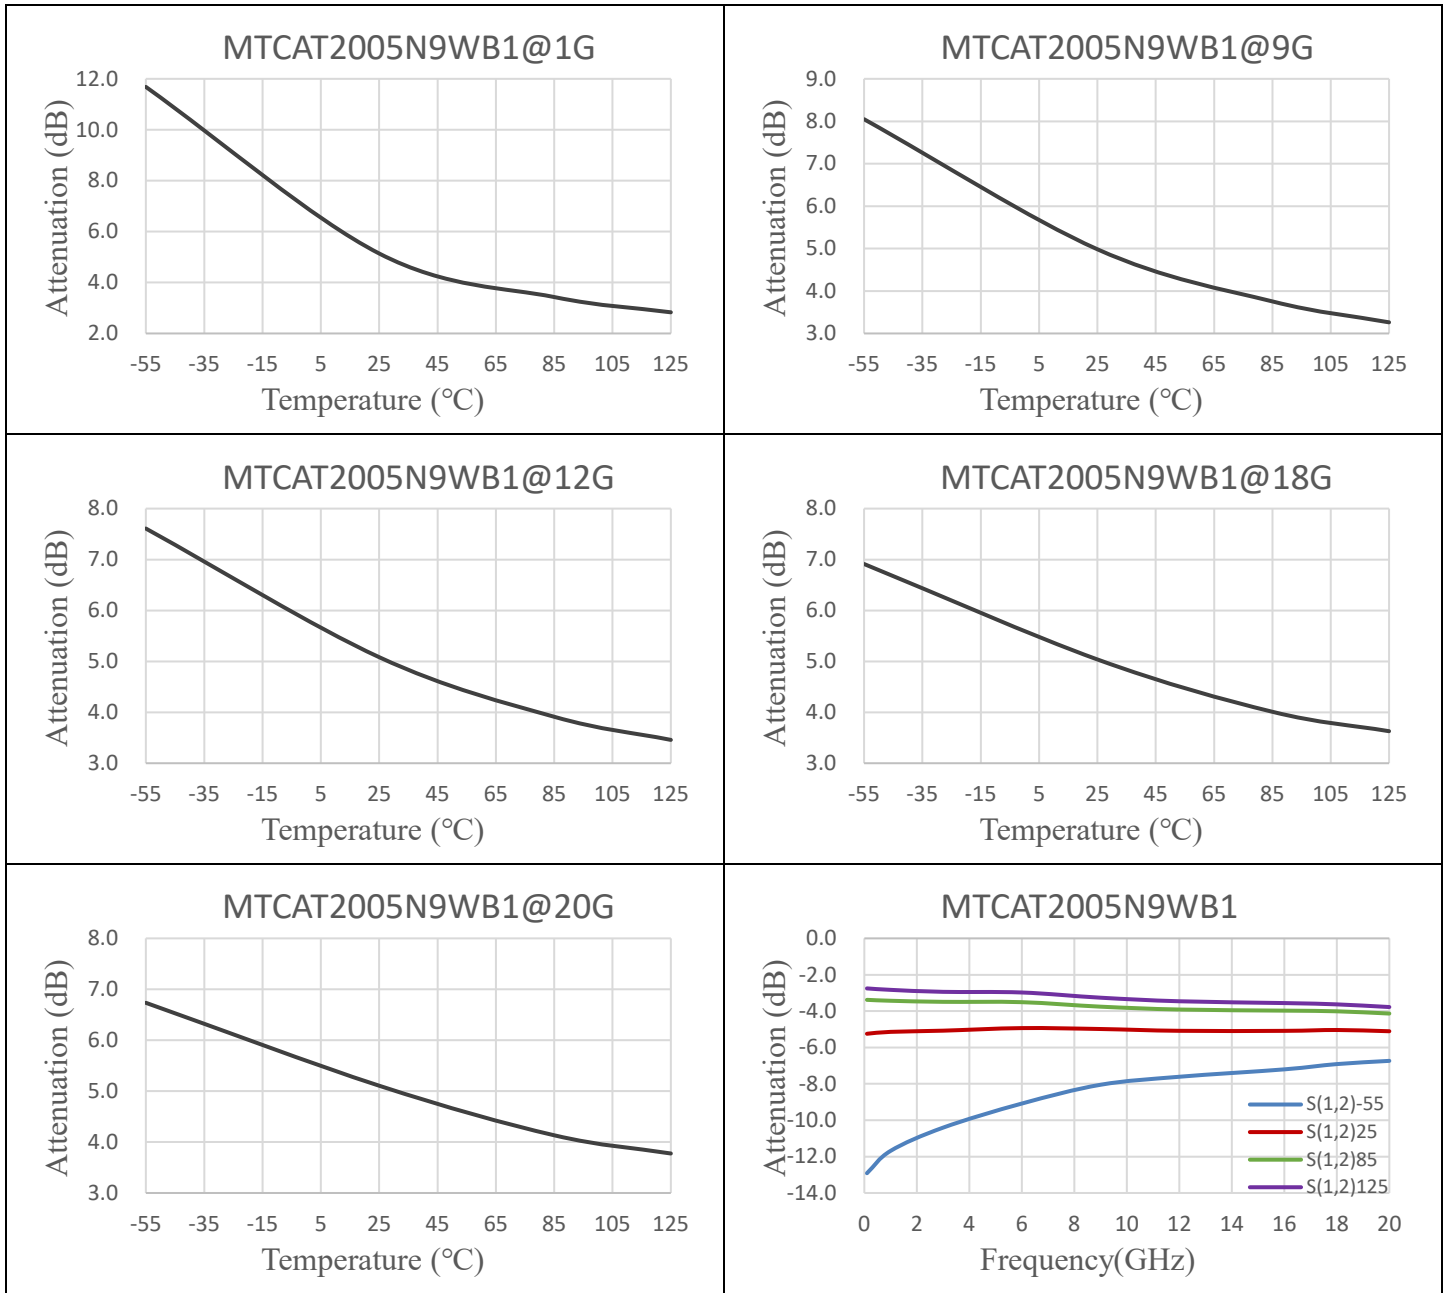 MTCAT2005N9WB1@1G
Attenuation (dB)
12.0
10.0
8.0
6.0
4.0
2.0
-55 -35 -15 5 25 45 65 85 105 125
Temperature (℃)
MTCAT2005N9WB1@9G
Attenuation (dB)
9.0
8.0
7.0
6.0
5.0
4.0
3.0
-55 -35 -15 5 25 45 65 85 105 125
Temperature (℃)
MTCAT2005N9WB1@12G
Attenuation (dB)
8.0
7.0
6.0
5.0
4.0
3.0
-55 -35 -15 5 25 45 65 85 105 125
Temperature (℃)
MTCAT2005N9WB1@18G
Attenuation (dB)
8.0
7.0
6.0
5.0
4.0
3.0
-55 -35 -15 5 25 45 65 85 105 125
Temperature (℃)
MTCAT2005N9WB1@20G
Attenuation (dB)
8.0
7.0
6.0
5.0
4.0
3.0
-55 -35 -15 5 25 45 65 85 105 125
Temperature (℃)
MTCAT2005N9WB1
Attenuation (dB)
0.0
-2.0
-4.0
-6.0
-8.0
-10.0
-12.0
-14.0
S(1,2)-55
S(1,2)25
S(1,2)85
S(1,2)125
0 2 4 6 8 10 12 14 16 18 20
Frequency(GHz)